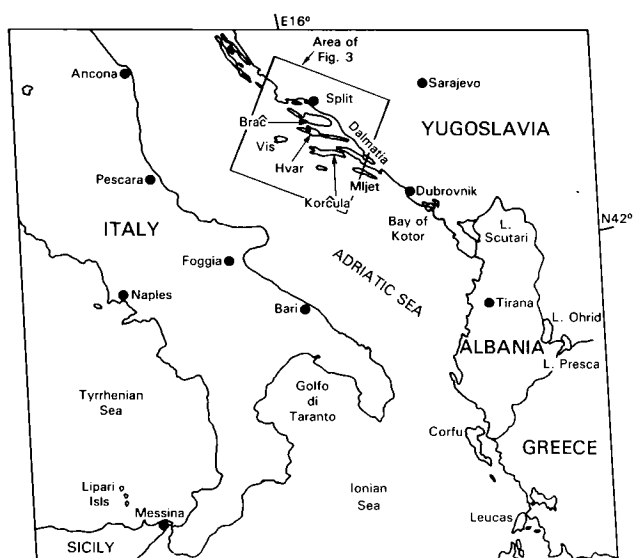 E16°
Area of
Fig. 3
Ancona
Split
Sarajevo
Brač
Dalmatia
YUGOSLAVIA
Vis
Hvar
Mljet
Pescara
Korčula
Dubrovnik
Bay of
Kotor
L.
Scutari
N42°
ITALY
Foggia
ADRIATIC SEA
Naples
Bari
Tirana
L. Ohrid
ALBANIA
L. Presca
Tyrrhenian
Sea
Golfo
di
Taranto
Corfu
GREECE
Lipari
Isls
Ionian
Sea
Messina
Leucas
SICILY